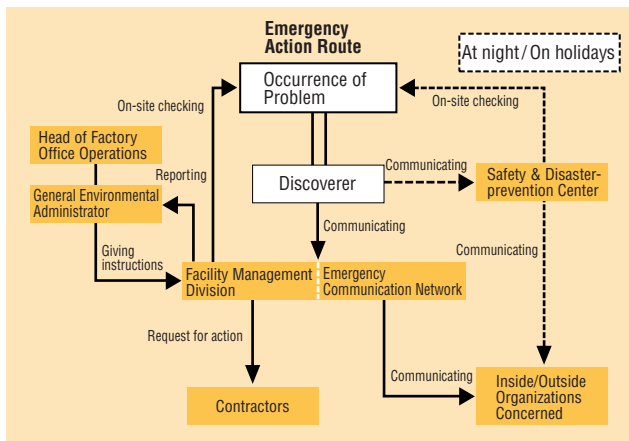 Emergency
Action Route
At night / On holidays
Occurrence of
Problem
On-site checking
On-site checking
Head of Factory
Office Operations
Reporting
Communicating
Discoverer
Safety & Disaster-
prevention Center
General Environmental
Administrator
Communicating
Communicating
Giving
instructions
Facility Management
Division
Emergency
Communication Network
Request for action
Communicating
Contractors
Inside/Outside
Organizations
Concerned